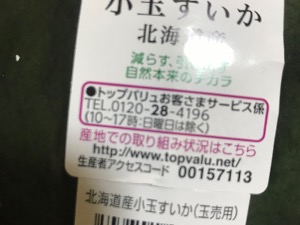 小玉すいか
北海道産
減らす、
自然本来のチカラ
●トップバリュお客さまサービス係
TEL.0120-28-4196
(10〜17時:日曜日は除く)
産地での取り組み状況はこちら
http://www.topvalu.net/
生産者アクセスコード 00157113
北海道産小玉すいか(玉売用)